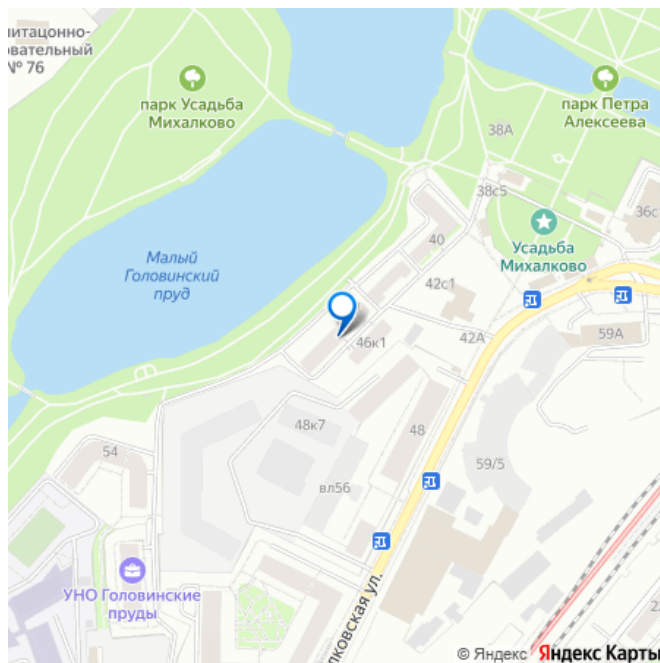 литационно-
овательный
№ 76
парк Усадьба
Михалково
парк Петра
Алексеева
38А
38с5
36с
40
Усадьба
Михалково
Малый
Головинский
пруд
42с1
42А
59А
46к1
48к7
48
54
59/5
вл56
УНО Головинские
пруды
лковская ул.
© Яндекс Яндекс Карты